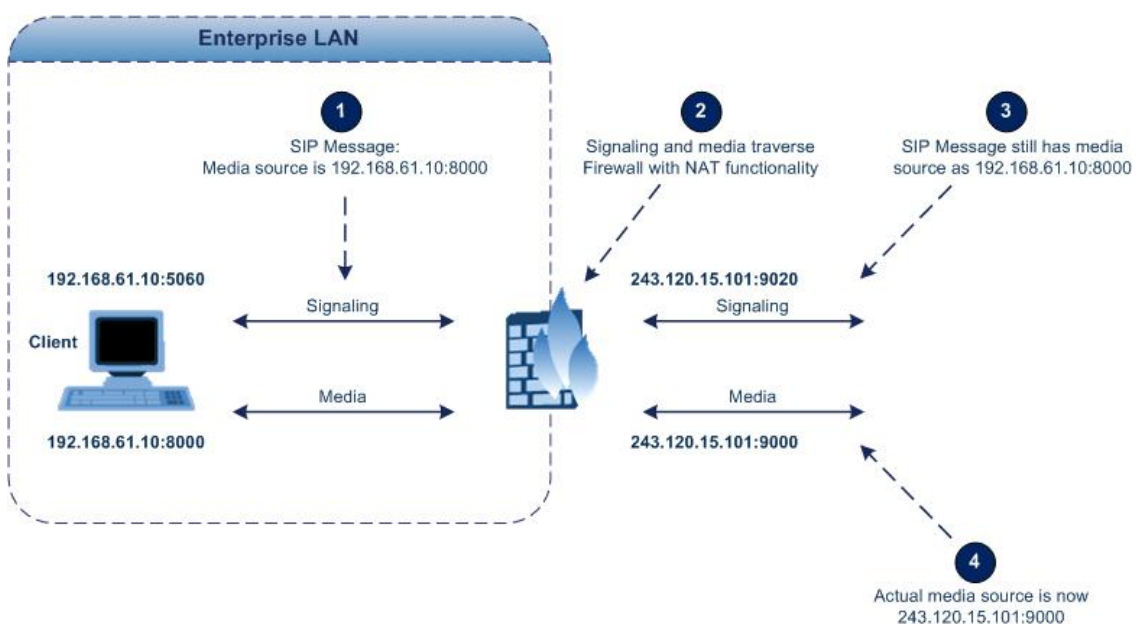 Enterprise LAN
1
SIP Message:
Media source is 192.168.61.10:8000
2
Signaling and media traverse
Firewall with NAT functionality
3
SIP Message still has media
source as 192.168.61.10:8000
192.168.61.10:5060
Signaling
243.120.15.101:9020
Signaling
Client
Media
Media
192.168.61.10:8000
243.120.15.101:9000
4
Actual media source is now
243.120.15.101:9000